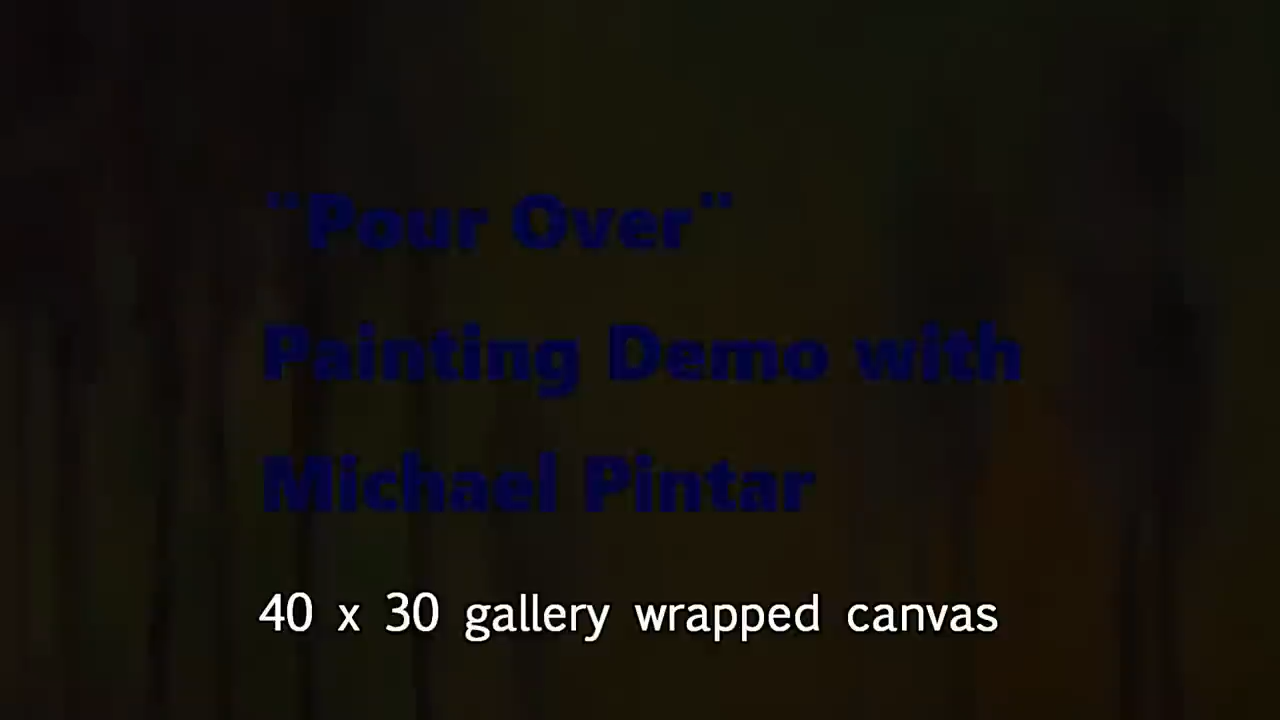 "Pour Over"
Painting Demo with
Michael Pintar
40 x 30 gallery wrapped canvas